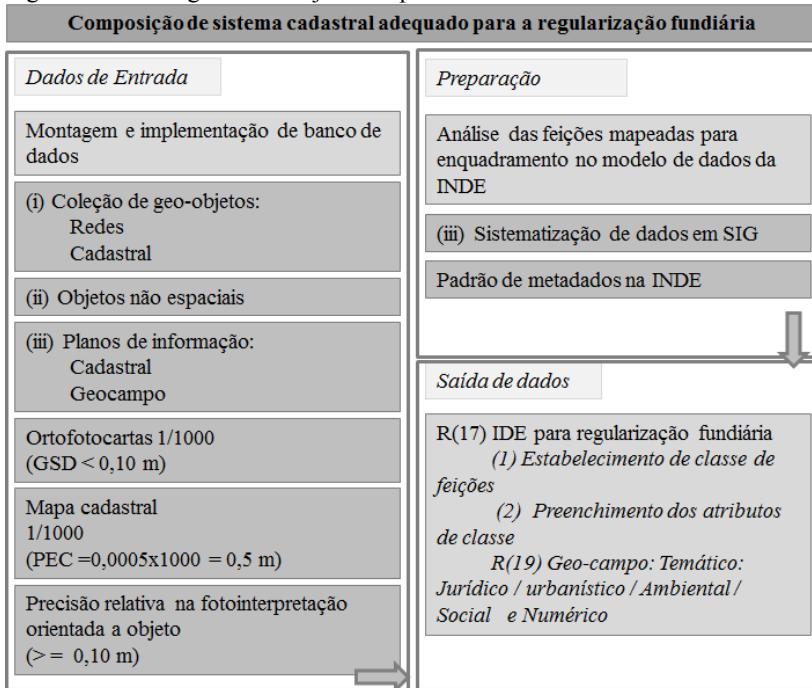 Composição de sistema cadastral adequado para a regularização fundiária
Dados de Entrada
Montagem e implementação de banco de
dados
(i) Coleção de geo-objetos:
Redes
Cadastral
(ii) Objetos não espaciais
(iii) Planos de informação:
Cadastral
Geocampo
Ortofotocartas 1/1000
(GSD < 0,10 m)
Mapa cadastral
1/1000
(PEC =0,0005x1000 = 0,5 m)
Precisão relativa na fotointerpretação
orientada a objeto
(> = 0,10 m)
Preparação
Análise das feições mapeadas para
enquadramento no modelo de dados da
INDE
(iii) Sistematização de dados em SIG
Padrão de metadados na INDE
Saída de dados
R(17) IDE para regularização fundiária
(1) Estabelecimento de classe de
feições
(2) Preenchimento dos atributos
de classe
R(19) Geo-campo: Temático:
Jurídico / urbanístico / Ambiental /
Social e Numérico